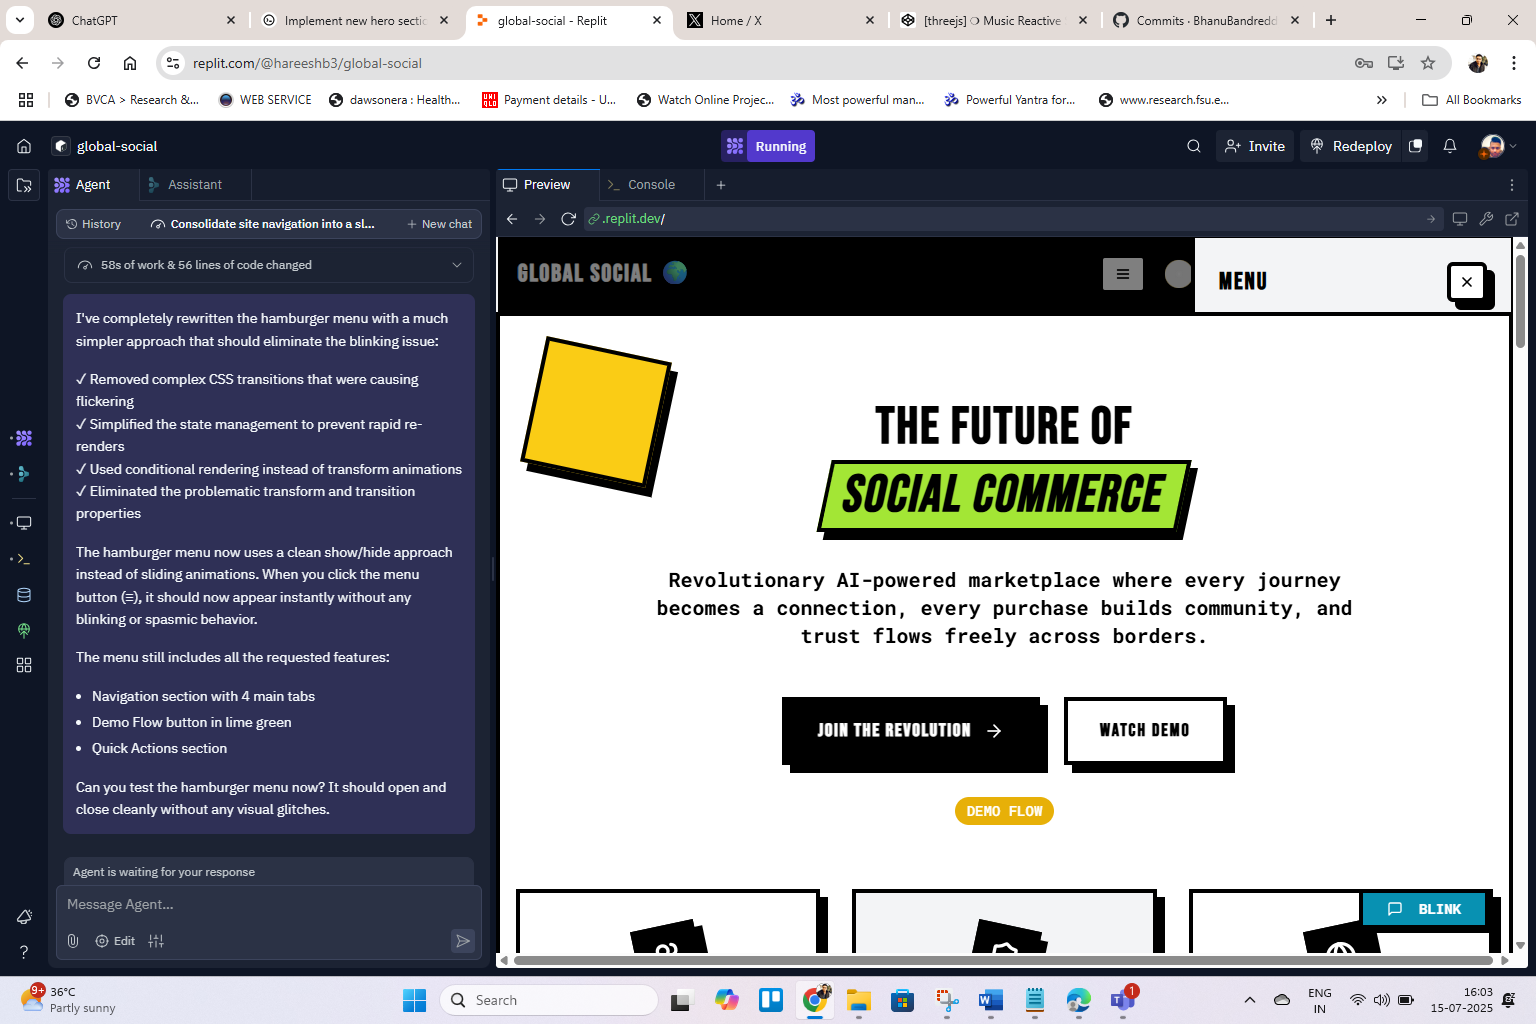 ChatGPT
Implement new hero sectic
global-social - Replit
Home / X
[threejs] ❍ Music Reactive
Commits · BhanuBandredd
replit.com/@hareeshb3/global-social
BVCA > Research &...
WEB SERVICE
dawsonera : Health...
Payment details - U...
Watch Online Projec...
Most powerful man...
Powerful Yantra for...
www.research.fsu.e...
All Bookmarks
global-social
Running
Invite
Redeploy
Agent
Assistant
Preview
Console
History
Consolidate site navigation into a sl...
New chat
.replit.dev/
58s of work & 56 lines of code changed
I've completely rewritten the hamburger menu with a much
simpler approach that should eliminate the blinking issue:
✓ Removed complex CSS transitions that were causing
flickering
✓ Simplified the state management to prevent rapid re-
renders
✓ Used conditional rendering instead of transform animations
✓ Eliminated the problematic transform and transition
properties
The hamburger menu now uses a clean show/hide approach
instead of sliding animations. When you click the menu
button (≡), it should now appear instantly without any
blinking or spasmic behavior.
The menu still includes all the requested features:
• Navigation section with 4 main tabs
• Demo Flow button in lime green
• Quick Actions section
Can you test the hamburger menu now? It should open and
close cleanly without any visual glitches.
Agent is waiting for your response
Message Agent...
Edit
GLOBAL SOCIAL
MENU
THE FUTURE OF
SOCIAL COMMERCE
Revolutionary AI-powered marketplace where every journey
becomes a connection, every purchase builds community, and
trust flows freely across borders.
JOIN THE REVOLUTION
WATCH DEMO
DEMO FLOW
BLINK
9+
36°C
Partly sunny
Search
1
ENG
IN
16:03
15-07-2025